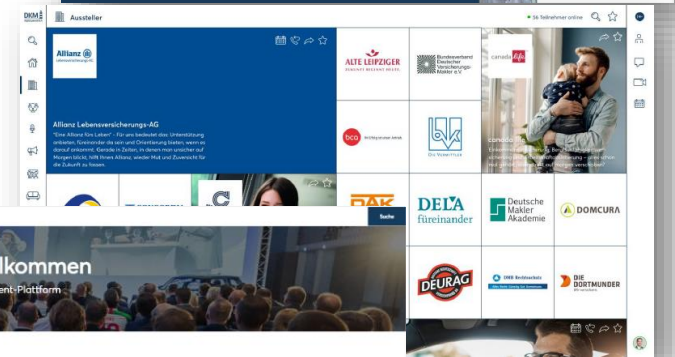 DKM
Aussteller
56 Teilnehmer online
Allianz
Lebensversicherungs-AG
ALTE LEIPZIGER
Bundesverband
Deutscher
Versicherungs-
Makler e.V.
canada life
Allianz Lebensversicherungs-AG
"Eine Allianz fürs Leben" - Für uns bedeutet das: Unterstützung
anbieten, füreinander da sein und Orientierung bieten, wenn es
darauf ankommt. Gerade in Zeiten, in denen man unsicher auf
Morgen blickt, hilft Ihnen Allianz, wieder Mut und Zuversicht für
die Zukunft zu fassen.
bca
Die Vermittler
canada life
DELA
füreinander
Deutsche
Makler
Akademie
DOMCURA
Suche
lkommen
ent-Plattform
DEURAG
DMB Rechtsschutz
DIE
DORTMUNDER